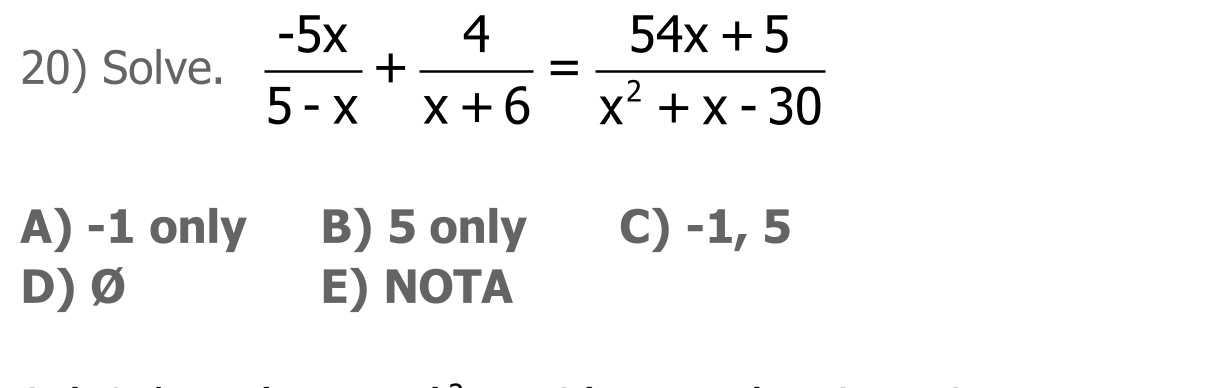 20) Solve. -5x/(5 - x) + 4/(x + 6) = (54x + 5)/(x² + x - 30)
A) -1 only B) 5 only C) -1, 5
D) Ø E) NOTA